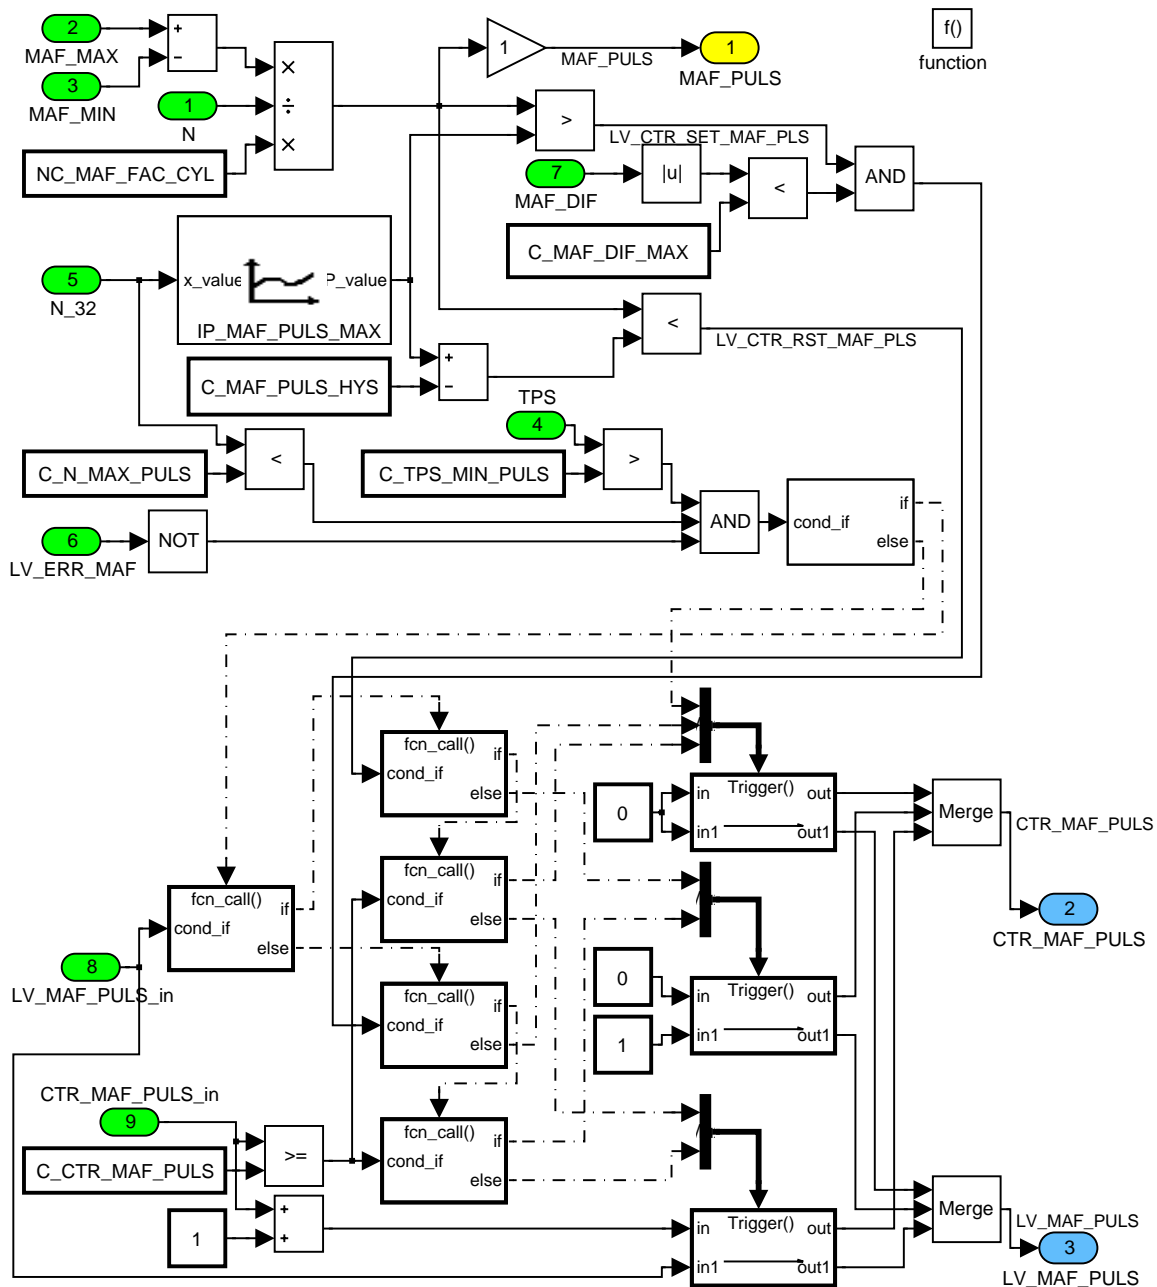 2
MAF_MAX
+
−
3
MAF_MIN
1
N
×
÷
×
NC_MAF_FAC_CYL
1
MAF_PULS
1
MAF_PULS
f()
function
>
LV_CTR_SET_MAF_PLS
7
MAF_DIF
|u|
<
AND
C_MAF_DIF_MAX
5
N_32
x_value
P_value
IP_MAF_PULS_MAX
<
LV_CTR_RST_MAF_PLS
C_MAF_PULS_HYS
+
−
TPS
4
C_N_MAX_PULS
<
C_TPS_MIN_PULS
>
6
LV_ERR_MAF
NOT
AND
cond_if
if
else
fcn_call()
cond_if
if
else
0
in
Trigger()
out
in1
out1
Merge
CTR_MAF_PULS
2
CTR_MAF_PULS
fcn_call()
cond_if
if
else
fcn_call()
cond_if
if
else
8
LV_MAF_PULS_in
fcn_call()
cond_if
if
else
0
1
in
Trigger()
out
in1
out1
CTR_MAF_PULS_in
9
C_CTR_MAF_PULS
>=
fcn_call()
cond_if
if
else
1
+
+
in
Trigger()
out
in1
out1
Merge
LV_MAF_PULS
3
LV_MAF_PULS